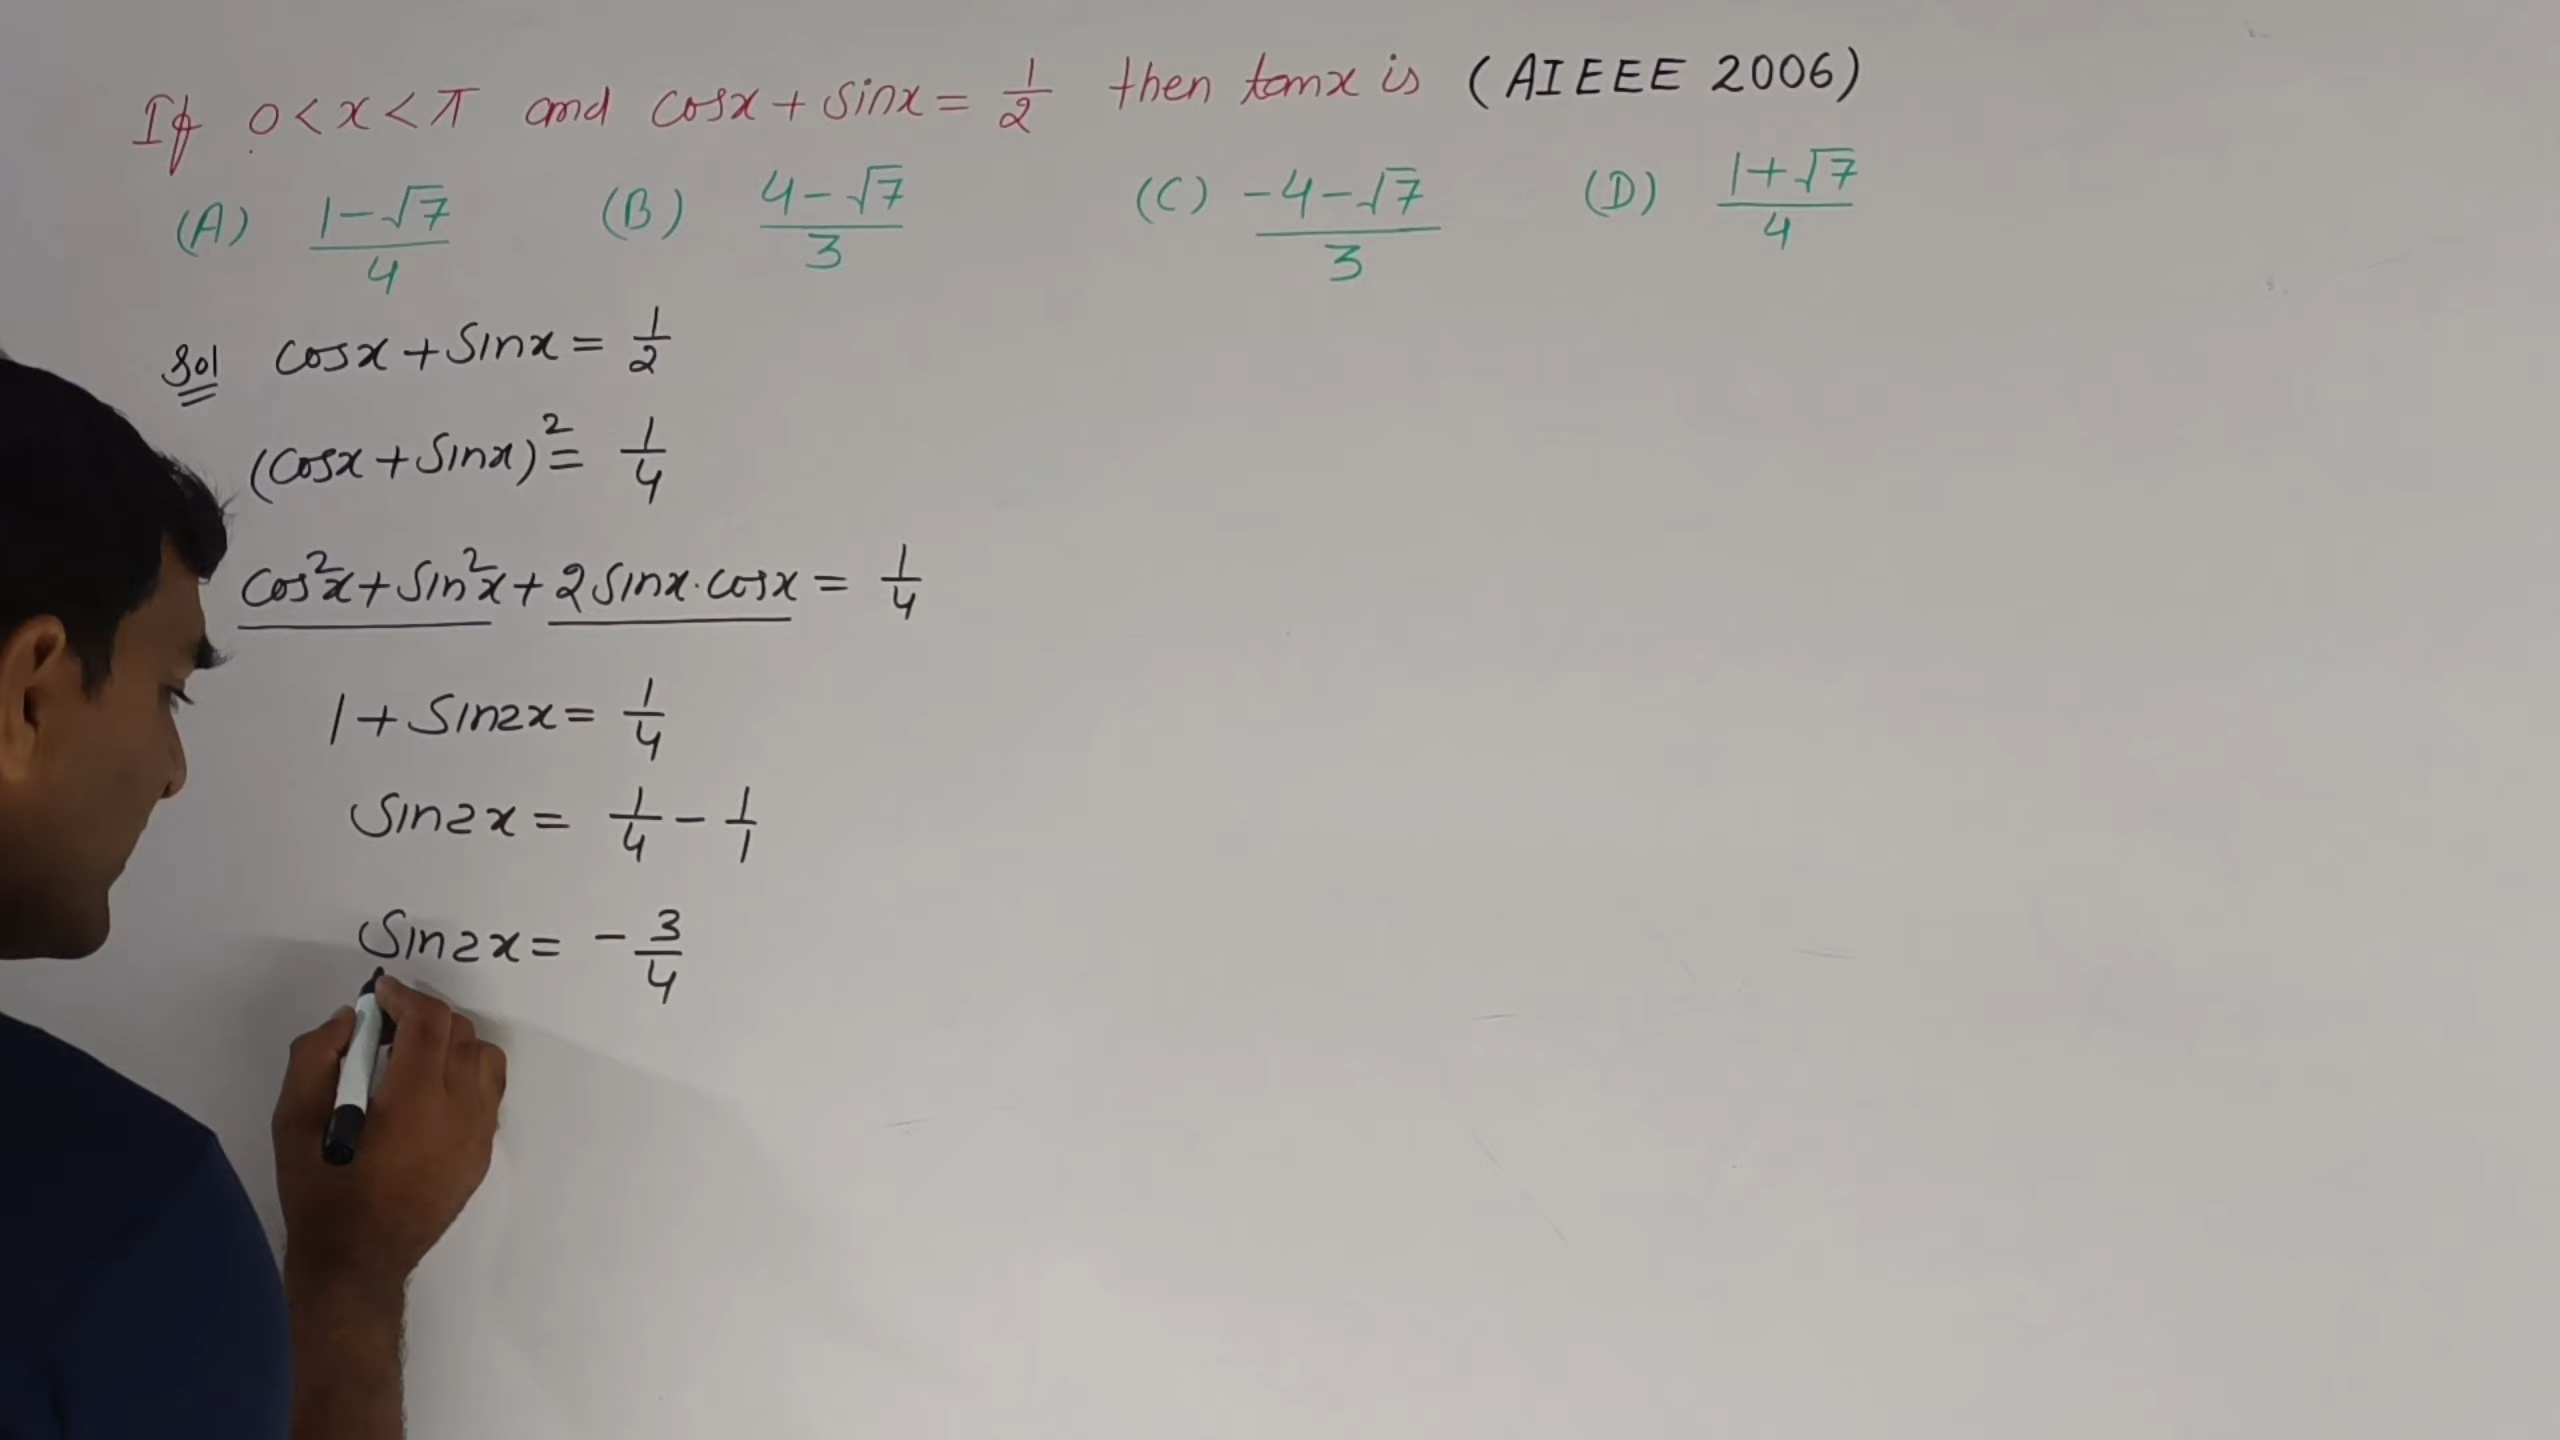 If 0 < x < π and cosx + sinx = 1/2 then tanx is (AIEEE 2006)
(A) (1-√7)/4 (B) (4-√7)/3 (C) (-4-√7)/3 (D) (1+√7)/4
Sol cosx + sinx = 1/2
(cosx + sinx)² = 1/4
cos²x + sin²x + 2 sinx·cosx = 1/4
1 + sin2x = 1/4
sin2x = 1/4 - 1/1
sin2x = -3/4